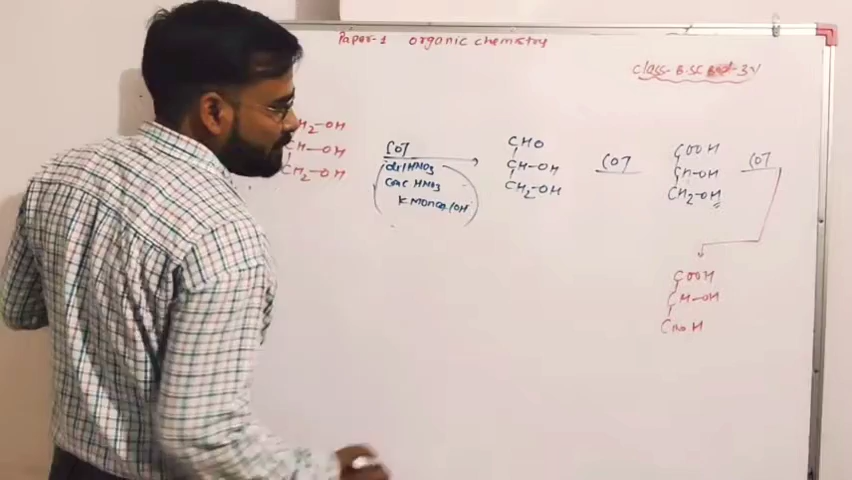 Paper-1 organic chemistry
Class-B.SC
H2-OH
CH-OH
CH2-OH
[O]
dil HNO3
Conc HNO3
KMnO4/OH
CHO
CH-OH
CH2-OH
[O]
COOH
CH-OH
CH2-OH
[O]
COOH
CH-OH
COOH